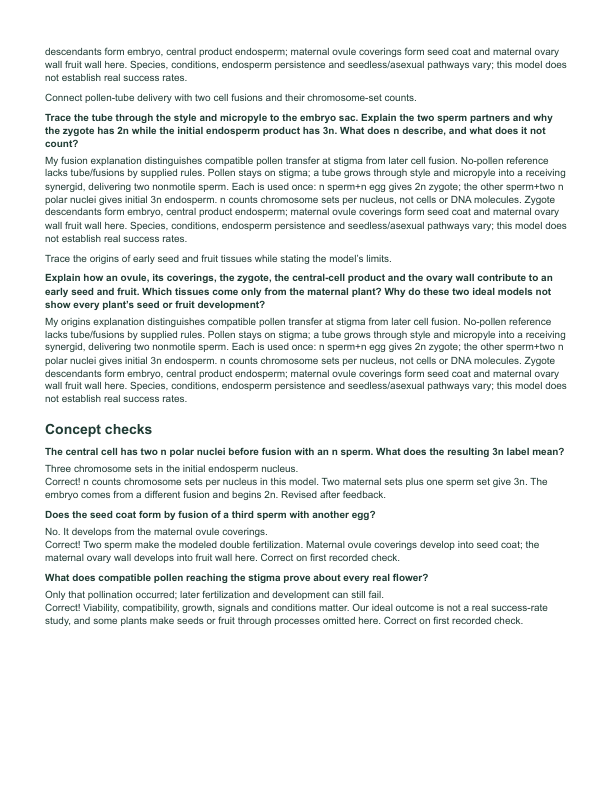 descendants form embryo, central product endosperm; maternal ovule coverings form seed coat and maternal ovary
wall fruit wall here. Species, conditions, endosperm persistence and seedless/asexual pathways vary; this model does
not establish real success rates.
Connect pollen-tube delivery with two cell fusions and their chromosome-set counts.
Trace the tube through the style and micropyle to the embryo sac. Explain the two sperm partners and why
the zygote has 2n while the initial endosperm product has 3n. What does n describe, and what does it not
count?
My fusion explanation distinguishes compatible pollen transfer at stigma from later cell fusion. No-pollen reference
lacks tube/fusions by supplied rules. Pollen stays on stigma; a tube grows through style and micropyle into a receiving
synergid, delivering two nonmotile sperm. Each is used once: n sperm+n egg gives 2n zygote; the other sperm+two n
polar nuclei gives initial 3n endosperm. n counts chromosome sets per nucleus, not cells or DNA molecules. Zygote
descendants form embryo, central product endosperm; maternal ovule coverings form seed coat and maternal ovary
wall fruit wall here. Species, conditions, endosperm persistence and seedless/asexual pathways vary; this model does
not establish real success rates.
Trace the origins of early seed and fruit tissues while stating the model's limits.
Explain how an ovule, its coverings, the zygote, the central-cell product and the ovary wall contribute to an
early seed and fruit. Which tissues come only from the maternal plant? Why do these two ideal models not
show every plant's seed or fruit development?
My origins explanation distinguishes compatible pollen transfer at stigma from later cell fusion. No-pollen reference
lacks tube/fusions by supplied rules. Pollen stays on stigma; a tube grows through style and micropyle into a receiving
synergid, delivering two nonmotile sperm. Each is used once: n sperm+n egg gives 2n zygote; the other sperm+two n
polar nuclei gives initial 3n endosperm. n counts chromosome sets per nucleus, not cells or DNA molecules. Zygote
descendants form embryo, central product endosperm; maternal ovule coverings form seed coat and maternal ovary
wall fruit wall here. Species, conditions, endosperm persistence and seedless/asexual pathways vary; this model does
not establish real success rates.
Concept checks
The central cell has two n polar nuclei before fusion with an n sperm. What does the resulting 3n label mean?
Three chromosome sets in the initial endosperm nucleus.
Correct! n counts chromosome sets per nucleus in this model. Two maternal sets plus one sperm set give 3n. The
embryo comes from a different fusion and begins 2n. Revised after feedback.
Does the seed coat form by fusion of a third sperm with another egg?
No. It develops from the maternal ovule coverings.
Correct! Two sperm make the modeled double fertilization. Maternal ovule coverings develop into seed coat; the
maternal ovary wall develops into fruit wall here. Correct on first recorded check.
What does compatible pollen reaching the stigma prove about every real flower?
Only that pollination occurred; later fertilization and development can still fail.
Correct! Viability, compatibility, growth, signals and conditions matter. Our ideal outcome is not a real success-rate
study, and some plants make seeds or fruit through processes omitted here. Correct on first recorded check.